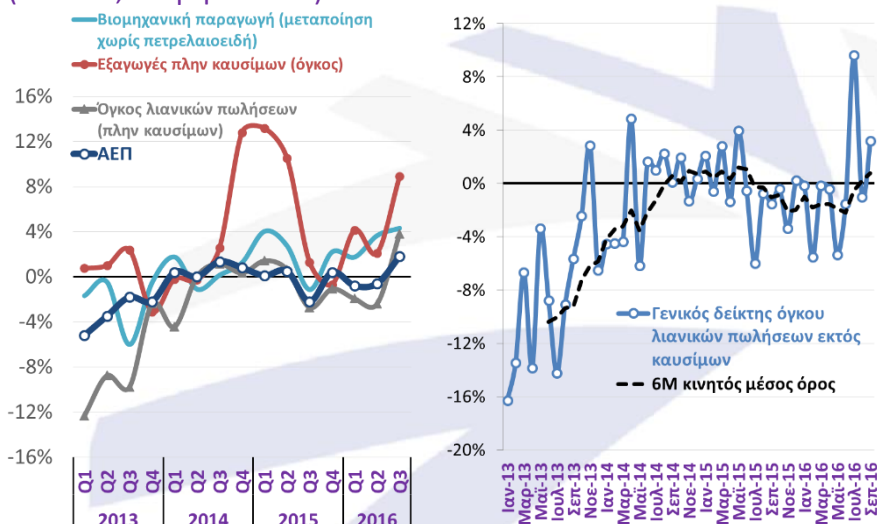 Βιομηχανική παραγωγή (μεταποίηση
χωρίς πετρελαιοειδή)
Εξαγωγές πλην καυσίμων (όγκος)
Όγκος λιανικών πωλήσεων
(πλην καυσίμων)
ΑΕΠ
16%
12%
8%
4%
0%
-4%
-8%
-12%
-16%
Q1 Q2 Q3 Q4 Q1 Q2 Q3 Q4 Q1 Q2 Q3 Q4 Q1 Q2 Q3
2013 2014 2015 2016
12%
8%
4%
0%
-4%
-8%
-12%
-16%
-20%
Γενικός δείκτης όγκου
λιανικών πωλήσεων εκτός
καυσίμων
6Μ κινητός μέσος όρος
Ιαν-13 Μαρ-13 Μαϊ-13 Ιουλ-13 Σεπ-13 Νοε-13 Ιαν-14 Μαρ-14 Μαϊ-14 Ιουλ-14 Σεπ-14 Νοε-14 Ιαν-15 Μαρ-15 Μαϊ-15 Ιουλ-15 Σεπ-15 Νοε-15 Ιαν-16 Μαρ-16 Μαϊ-16 Ιουλ-16 Σεπ-16